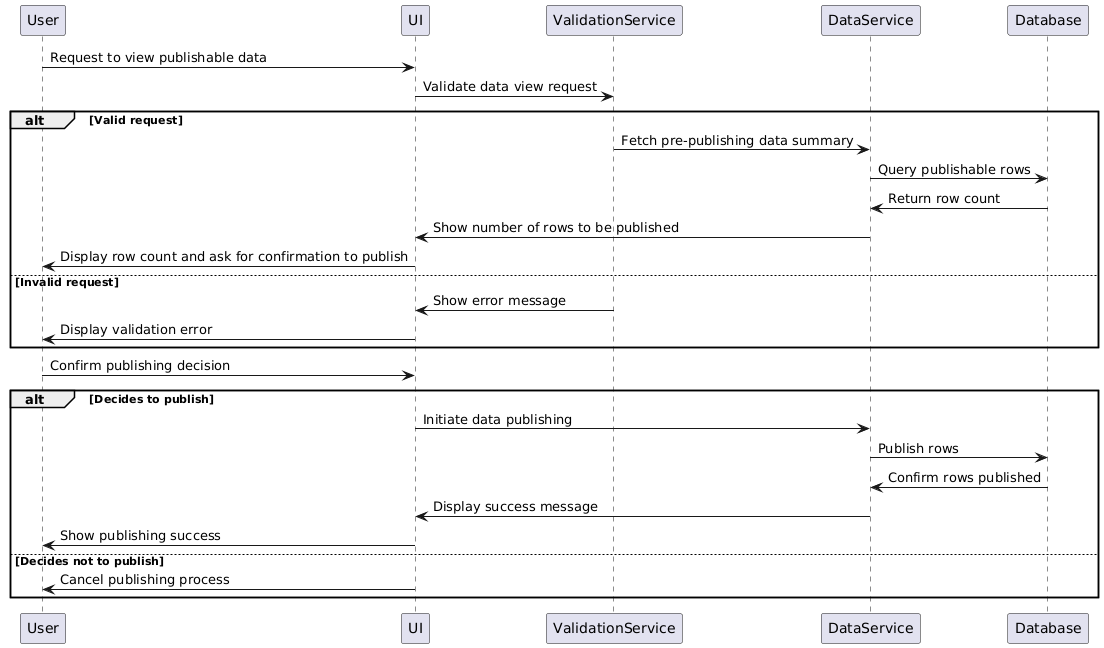 User UI ValidationService DataService Database
Request to view publishable data
Validate data view request
alt [Valid request]
Fetch pre-publishing data summary
Query publishable rows
Return row count
Show number of rows to be published
Display row count and ask for confirmation to publish
[Invalid request]
Show error message
Display validation error
Confirm publishing decision
alt [Decides to publish]
Initiate data publishing
Publish rows
Confirm rows published
Display success message
Show publishing success
[Decides not to publish]
Cancel publishing process
User UI ValidationService DataService Database